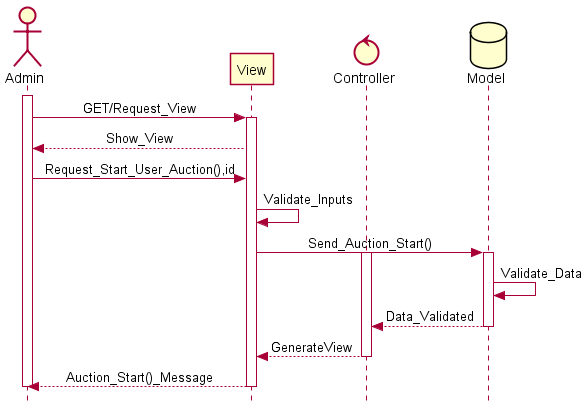 Admin
View
Controller
Model
GET/Request_View
Show_View
Request_Start_User_Auction(),id
Validate_Inputs
Send_Auction_Start()
Validate_Data
Data_Validated
GenerateView
Auction_Start()_Message